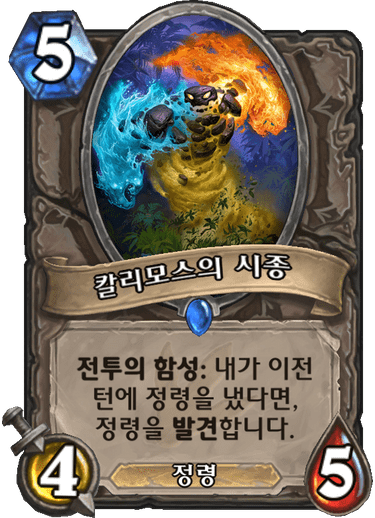 5
칼리모스의 시종
전투의 함성: 내가 이전
턴에 정령을 냈다면,
정령을 발견합니다.
4
정령
5